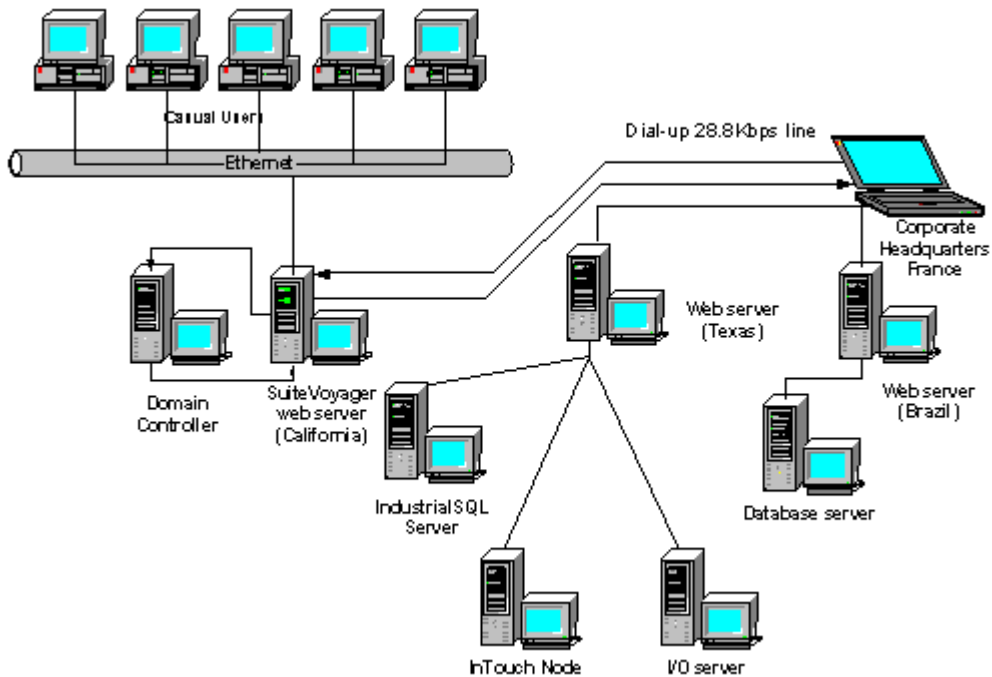 Casual Users
Ethernet
Dial-up 28.8Kbps line
Corporate
Headquarters
France
Domain
Controller
SuiteVoyager
web server
(California)
Web server
(Texas)
Web server
(Brazil)
IndustrialSQL
Server
Database server
InTouch Node
I/O server